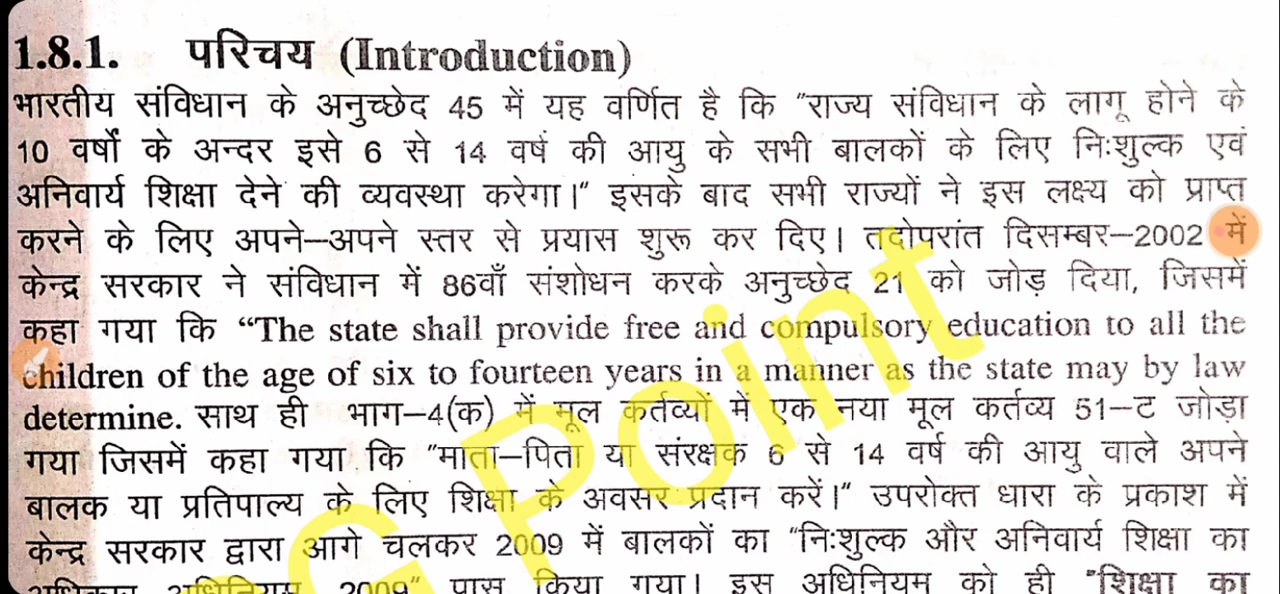 1.8.1. परिचय (Introduction)
भारतीय संविधान के अनुच्छेद 45 में यह वर्णित है कि "राज्य संविधान के लागू होने के
10 वर्षों के अन्दर इसे 6 से 14 वर्ष की आयु के सभी बालकों के लिए निःशुल्क एवं
अनिवार्य शिक्षा देने की व्यवस्था करेगा।" इसके बाद सभी राज्यों ने इस लक्ष्य को प्राप्त
करने के लिए अपने–अपने स्तर से प्रयास शुरू कर दिए। तदोपरांत दिसम्बर–2002 में
केन्द्र सरकार ने संविधान में 86वाँ संशोधन करके अनुच्छेद 21 को जोड़ दिया, जिसमें
कहा गया कि "The state shall provide free and compulsory education to all the
children of the age of six to fourteen years in a manner as the state may by law
determine. साथ ही भाग–4(क) में मूल कर्तव्यों में एक नया मूल कर्तव्य 51–ट जोड़ा
गया जिसमें कहा गया कि "माता–पिता या संरक्षक 6 से 14 वर्ष की आयु वाले अपने
बालक या प्रतिपाल्य के लिए शिक्षा के अवसर प्रदान करें।" उपरोक्त धारा के प्रकाश में
केन्द्र सरकार द्वारा आगे चलकर 2009 में बालकों का "निःशुल्क और अनिवार्य शिक्षा का
अधिकार अधिनियम 2009" पास किया गया। इस अधिनियम को ही "शिक्षा का
G Point